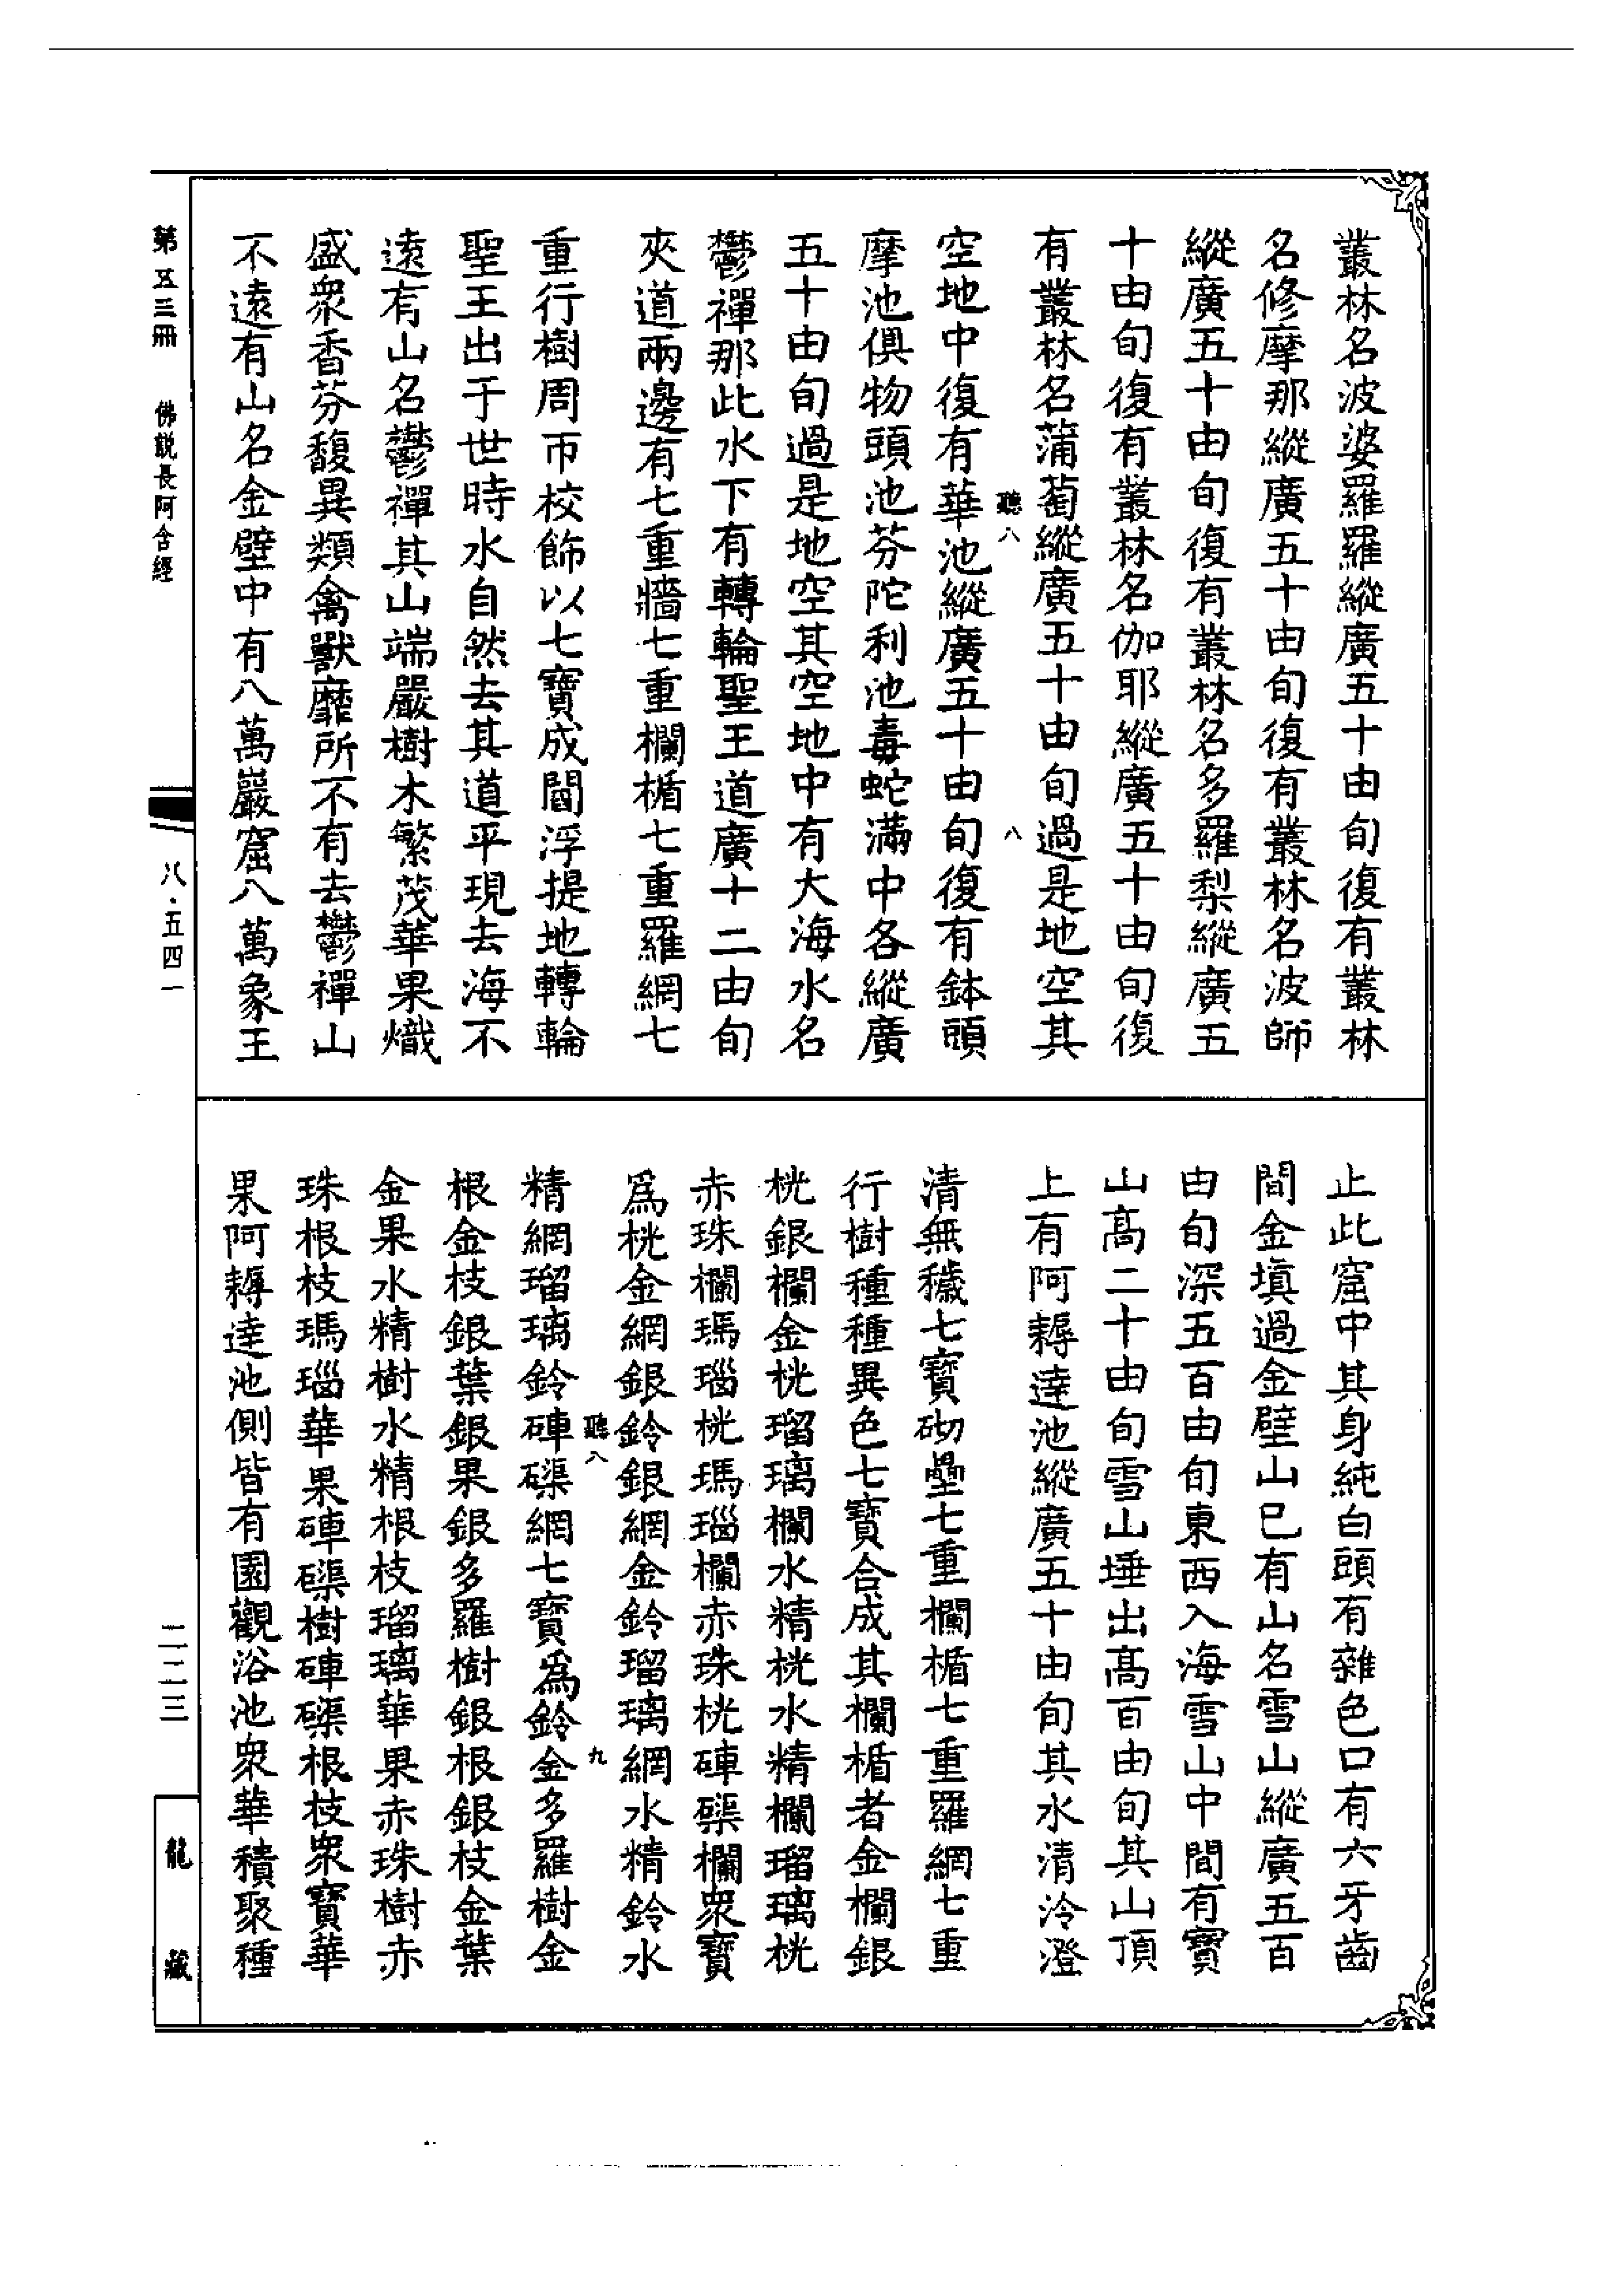 叢林名波婆羅羅縱廣五十由旬復有叢林
名修摩那縱廣五十由旬復有叢林名波師
縱廣五十由旬復有叢林名多羅梨縱廣五
十由旬復有叢林名伽耶縱廣五十由旬復
有叢林名蒲萄縱廣五十由旬過是地空其
聽八
八
空地中復有華池縱廣五十由旬復有鉢頭
摩池俱物頭池芬陀利池毒蛇滿中各縱廣
五十由旬過是地空其空地中有大海水名
鬱禪那此水下有轉輪聖王道廣十二由旬
夾道兩邊有七重牆七重欄楯七重羅網七
重行樹周帀校飾以七寶成閻浮提地轉輪
聖王出于世時水自然去其道平現去海不
遠有山名鬱禪其山端嚴樹木繁茂華果熾
盛眾香芬馥異類禽獸靡所不有去鬱禪山
不遠有山名金壁中有八萬巖窟八萬象王
止此窟中其身純白頭有雜色口有六牙齒
間金填過金壁山已有山名雪山縱廣五百
由旬深五百由旬東西入海雪山中間有寶
山高二十由旬雪山埵出高百由旬其山頂
上有阿耨達池縱廣五十由旬其水清泠澄
清無穢七寶砌壘七重欄楯七重羅網七重
行樹種種異色七寶合成其欄楯者金欄銀
桄銀欄金桄瑠璃欄水精桄水精欄瑠璃桄
赤珠欄瑪瑙桄瑪瑙欄赤珠桄硨磲欄眾寶
為桄金網銀鈴銀網金鈴瑠璃網水精鈴水
聽八
九
精網瑠璃鈴硨磲網七寶為鈴金多羅樹金
根金枝銀葉銀果銀多羅樹銀根銀枝金葉
金果水精樹水精根枝瑠璃華果赤珠樹赤
珠根枝瑪瑙華果硨磲樹硨磲根枝眾寶華
果阿耨達池側皆有園觀浴池眾華積聚種
第五三冊
佛說長阿含經
八·五四一
二二三
龍藏